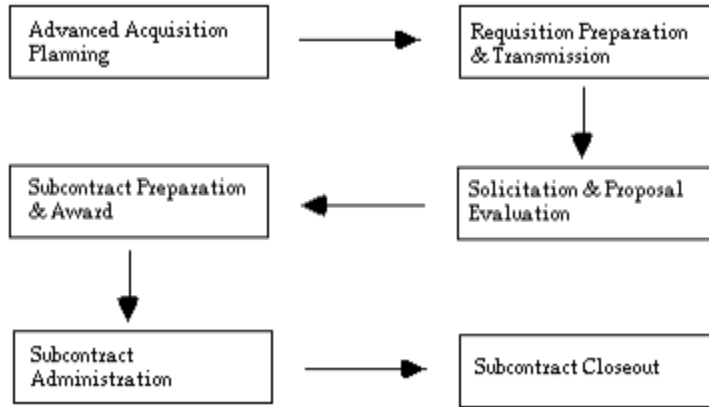 Advanced Acquisition
Planning
Requisition Preparation
& Transmission
Subcontract Preparation
& Award
Solicitation & Proposal
Evaluation
Subcontract
Administration
Subcontract Closeout